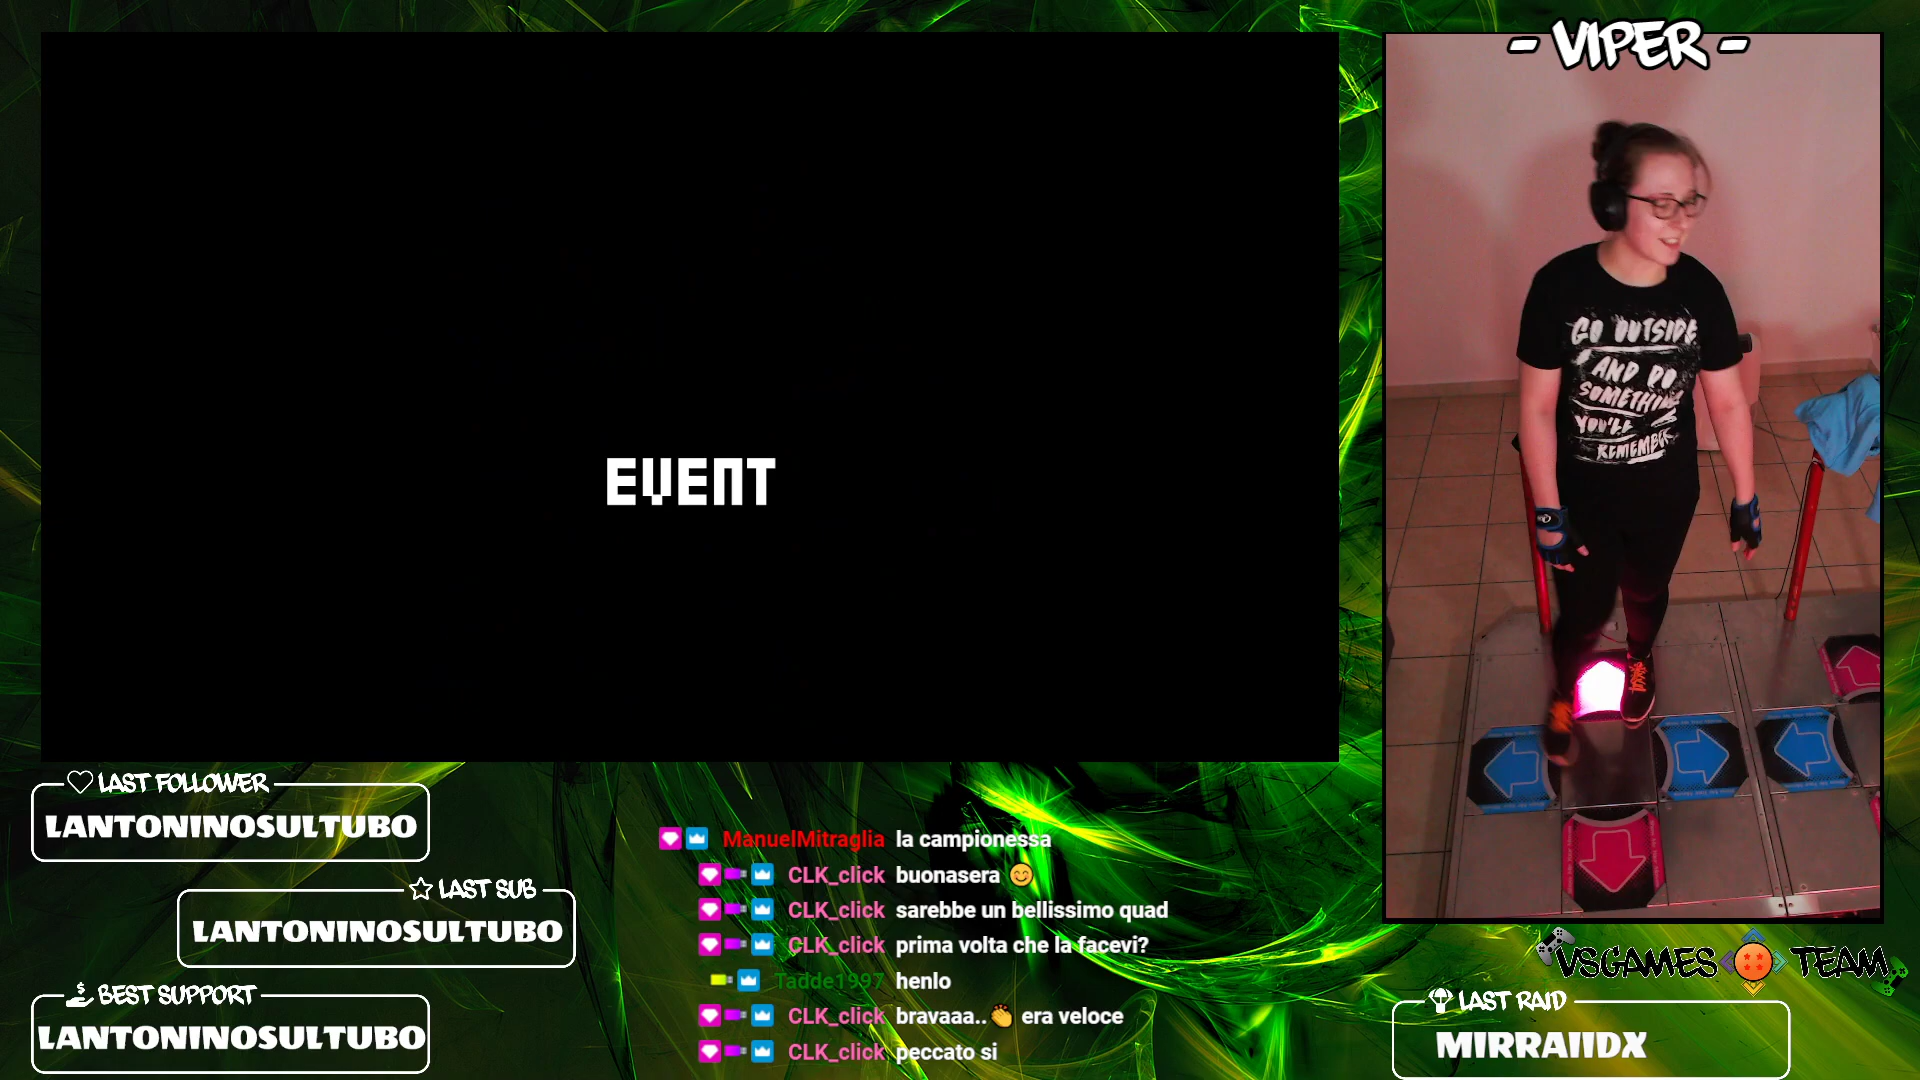 - VIPER -
GO OUTSIDE
AND DO
SOMETHING
YOU'LL
REMEMBER
EVENT
LAST FOLLOWER
LANTONINOSULTUBO
LAST SUB
LANTONINOSULTUBO
BEST SUPPORT
LANTONINOSULTUBO
ManuelMitraglia la campionessa
CLK_click buonasera 😊
CLK_click sarebbe un bellissimo quad
CLK_click prima volta che la facevi?
Tadde1997 henlo
CLK_click bravaaa..👏 era veloce
CLK_click peccato si
VSGAMES TEAM
LAST RAID
MIRRAIIDX